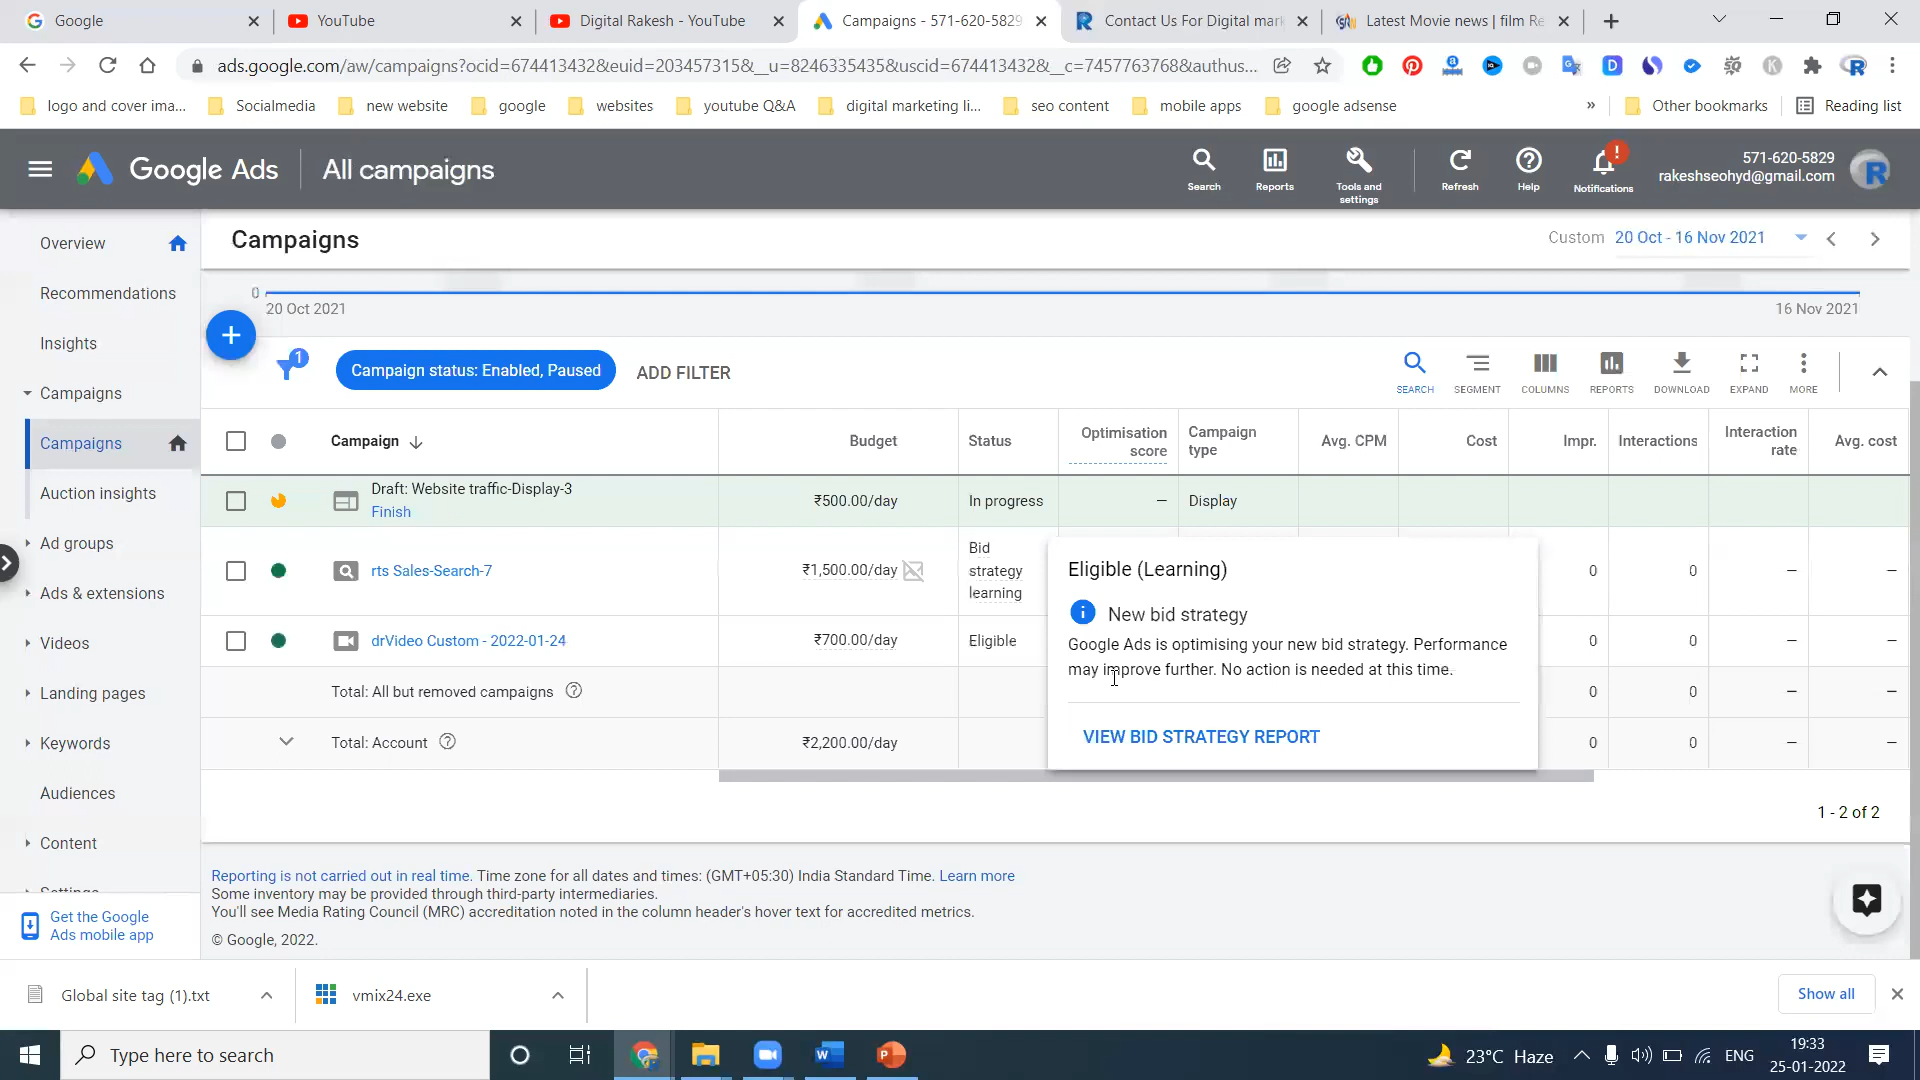 Google
YouTube
Digital Rakesh - YouTube
Campaigns - 571-620-5829
Contact Us For Digital mar
Latest Movie news | film Re
ads.google.com/aw/campaigns?ocid=674413432&euid=203457315&__u=8246335435&uscid=674413432&__c=7457763768&authus...
logo and cover ima...
Socialmedia
new website
google
websites
youtube Q&A
digital marketing li...
seo content
mobile apps
google adsense
»
Other bookmarks
Reading list
Google Ads
All campaigns
Search
Reports
Tools and
settings
Refresh
Help
Notifications
571-620-5829
rakeshseohyd@gmail.com
Overview
Recommendations
Insights
Campaigns
Campaigns
Auction insights
Ad groups
Ads & extensions
Videos
Landing pages
Keywords
Audiences
Content
Settings
Get the Google
Ads mobile app
Campaigns
Custom 20 Oct - 16 Nov 2021
0
20 Oct 2021
16 Nov 2021
1
Campaign status: Enabled, Paused
ADD FILTER
SEARCH
SEGMENT
COLUMNS
REPORTS
DOWNLOAD
EXPAND
MORE
Campaign
Budget
Status
Optimisation
score
Campaign
type
Avg. CPM
Cost
Impr.
Interactions
Interaction
rate
Avg. cost
Draft: Website traffic-Display-3
Finish
₹500.00/day
In progress
—
Display
rts Sales-Search-7
₹1,500.00/day
Bid
strategy
learning
0
0
—
—
drVideo Custom - 2022-01-24
₹700.00/day
Eligible
0
0
—
—
Total: All but removed campaigns
0
0
—
—
Total: Account
₹2,200.00/day
0
0
—
—
Eligible (Learning)
New bid strategy
Google Ads is optimising your new bid strategy. Performance
may improve further. No action is needed at this time.
VIEW BID STRATEGY REPORT
1 - 2 of 2
Reporting is not carried out in real time. Time zone for all dates and times: (GMT+05:30) India Standard Time. Learn more
Some inventory may be provided through third-party intermediaries.
You'll see Media Rating Council (MRC) accreditation noted in the column header's hover text for accredited metrics.
© Google, 2022.
Global site tag (1).txt
vmix24.exe
Show all
Type here to search
23°C Haze
ENG
19:33
25-01-2022